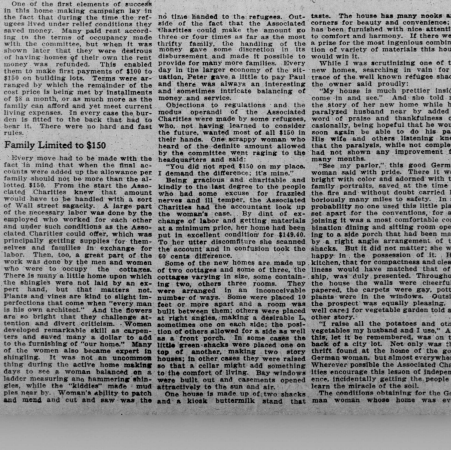 One of the first elements of success
in this home making campaign lay in
the fact that during the time the ref-
ugees lived under relief conditions they
saved money. Many paid rent accord-
ing to the terms of occupancy made
with the committee, but when it was
shown later that they were desirous
of having homes of their own the rent
money was refunded. This enabled
them to make first payments of $100 to
$150 on building lots. Terms were ar-
ranged by which the remainder of the
cost price is being met by installments
of $8 a month, or as much more as the
family can afford and yet meet current
living expenses. In every case the bur-
den is fitted to the back that had to
bear it. There were no hard and fast
rules.
Family Limited to $150
Every move had to be made with the
fact in mind that when the final ac-
counts were added up the allowance per
family should not be more than the al-
lotted $150. From the start the Asso-
ciated Charities knew that amount
would have to be handled with a sort
of Wall street sagacity. A large part
of the necessary labor was done by the
employed who worked for each other
and under such conditions as the Asso-
ciated Charities could offer, which was
principally getting supplies for them-
selves and families in exchange for
labor. Then, too, a great part of the
work was done by the men and women
who were to occupy the cottages.
There is many a little home upon which
the shingles were not laid by an ex-
pert hand, but that matters not.
Plants and vines are kind to slight im-
perfections that come when "every man
is his own architect." And the flowers
are so bright that they challenge at-
tention and divert criticism. Women
developed remarkable skill as carpen-
ters and saved many a dollar to add
to the furnishing of "our home." Many
of the women also became expert in
shingling. It was not an uncommon
thing during the active home making
days to see a woman balanced on a
ladder measuring and hammering shin-
gles, while the "kiddies" made mud
pies near by. Woman's ability to patch
and mend and cut and saw was the
no time handed to the refugees. Out-
side of the fact that the Associated
Charities could make the amount go
three or four times as far as the most
thrifty family, the handling of the
money gave some discretion in its
disbursement and made it possible to
provide for many more families. Every
day in the larger economy of the sit-
uation, Peter gave a little to pay Paul
and there was always an interesting
and sometimes intricate balancing of
money and service.
Objections to regulations and the
modus operandi of the Associated
Charities were made by some refugees,
who, not having learned to consider
the future, wanted most of all $150 in
their hands. One scrappy woman who
heard of the definite amount allowed
by the committee went raging to the
headquarters and said:
"You did not spend $150 on my place.
I demand the difference; it's mine."
Being gracious and charitable and
kindly to the last degree to the people
who had some excuse for frazzled
nerves and ill temper, the Associated
Charities had the accountant look up
the woman's case. By dint of ex-
change of labor and getting materials
at a minimum price, her home had been
put in excellent condition for $149.40.
To her utter discomfiture she scanned
the account and in confusion took the
60 cents difference.
Some of the new homes are made up
of two cottages and some of three, the
cottages varying in size, some contain-
ing two, others three rooms. They
were arranged in an inconceivable
number of ways. Some were placed 10
feet or more apart and a room was
built between them; others were placed
at right angles, making a desirable L,
sometimes one on each side; the posi-
tion of others allowed for a side as well
as a front porch. In some cases the
little green shacks were placed one on
top of another, making two story
houses; in other cases they were raised
so that a cellar might add something
to the comfort of living. Bay windows
were built out and casements opened
attractively to the sun and air.
One house is made up of two shacks
and a kiosk buttermilk stand that
taste. The house has many nooks a
corners for beauty and convenience;
has been furnished with nice attenti
to comfort and harmony. If there we
a prize for the most ingenious combin
tion of variety of materials this hom
would win it.
While I was scrutinizing one of t
new houses, searching in vain for
trace of the well known refugee shac
the owner said proudly:
"My home is much prettier insid
come in and see." And she told m
the story of her new home while h
paralyzed husband near by added
word of praise and thankfulness o
casionally, being hopeful that he wou
soon again be able to do his pa
His wife and others listening kne
that the paralysis, while not comple
had not shown any improvement f
many months.
"See my parlor," this good Germ
woman said with pride. There it w
bright with color and adorned with t
family portraits, saved at the time
the fire and without doubt carried l
boriously many miles to safety. In
probability no one used this little pl
set apart for the conventions, for a
joining it was a most comfortable co
bination dining and sitting room ope
ing to a side porch that had been ma
by a right angle arrangement of t
shacks. But it did not matter; she w
happy in the possession of it. H
kitchen, that for compactness and clea
liness would have matched that of
ship, was duly presented. Throughou
the house the walls were cheerful
papered, the carpets were gay, pott
plants were in the windows. Outsi
the prospect was equally pleasing.
well cared for vegetable garden told a
other story.
"I raise all the potatoes and oth
vegetables my husband and I use." A
this, let it be remembered, was on t
back of a city lot. Not only was t
thrift found at the home of the go
German woman, but almost everywhe
Wherever possible the Associated Cha
ities encourage this lesson of indepen
ence, incidentally getting the people
learn the miracle of the soil.
The conditions obtaining for the Ge
man woman whose home was ev